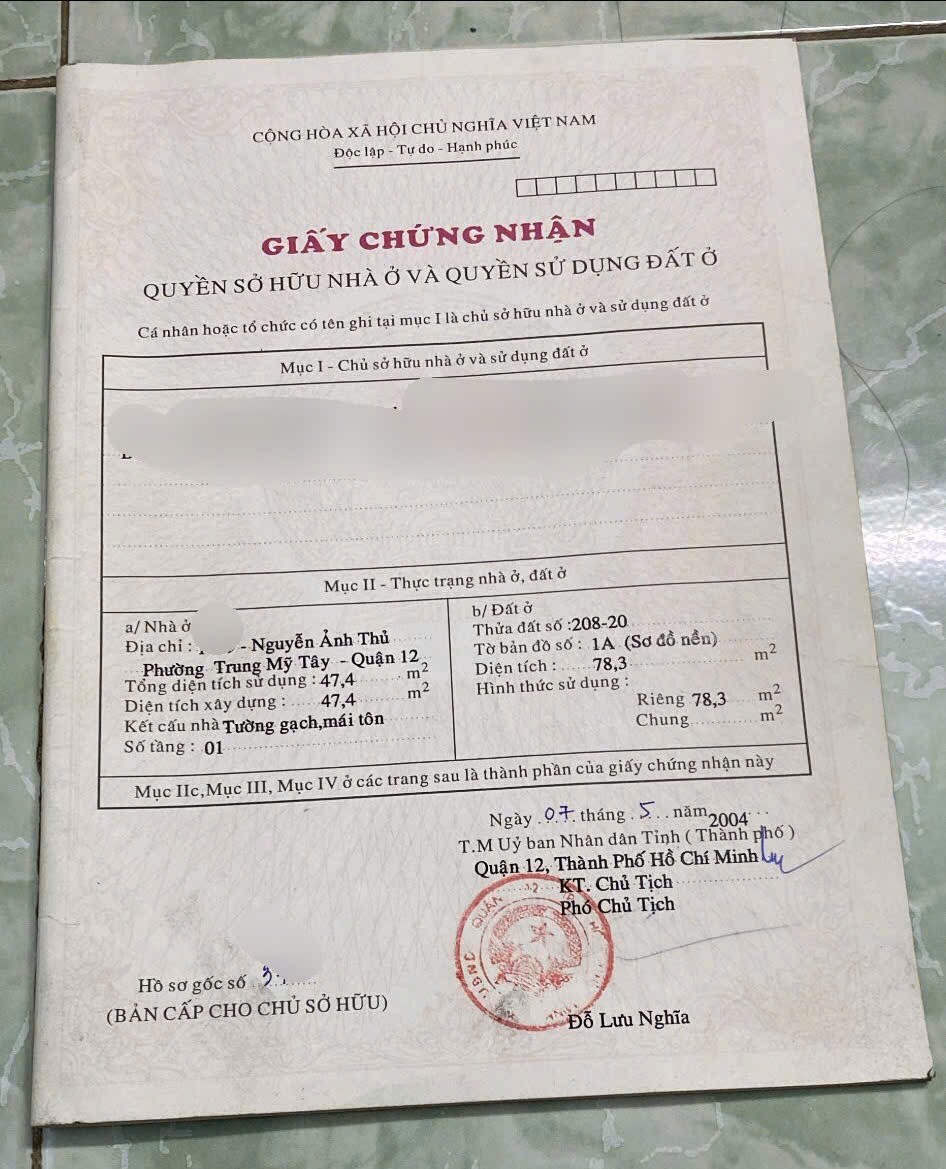 CỘNG HÒA XÃ HỘI CHỦ NGHĨA VIỆT NAM
Độc lập - Tự do - Hạnh phúc
GIẤY CHỨNG NHẬN
QUYỀN SỞ HỮU NHÀ Ở VÀ QUYỀN SỬ DỤNG ĐẤT Ở
Cá nhân hoặc tổ chức có tên ghi tại mục I là chủ sở hữu nhà ở và sử dụng đất ở
Mục I - Chủ sở hữu nhà ở và sử dụng đất ở
Mục II - Thực trạng nhà ở, đất ở
a/ Nhà ở
Địa chỉ : - Nguyễn Ảnh Thủ
Phường Trung Mỹ Tây - Quận 12
Tổng diện tích sử dụng : 47,4 m2
Diện tích xây dựng : 47,4 m2
Kết cấu nhà Tường gạch,mái tôn
Số tầng : 01
b/ Đất ở
Thửa đất số :208-20
Tờ bản đồ số : 1A (Sơ đồ nền)
Diện tích : 78,3 m2
Hình thức sử dụng :
Riêng 78,3 m2
Chung m2
Mục IIc,Mục III, Mục IV ở các trang sau là thành phần của giấy chứng nhận này
Ngày 07 tháng 5 năm 2004
T.M Uỷ ban Nhân dân Tỉnh ( Thành phố )
Quận 12, Thành Phố Hồ Chí Minh
KT. Chủ Tịch
Phó Chủ Tịch
Đỗ Lưu Nghĩa
Hồ sơ gốc số 3
(BẢN CẤP CHO CHỦ SỞ HỮU)